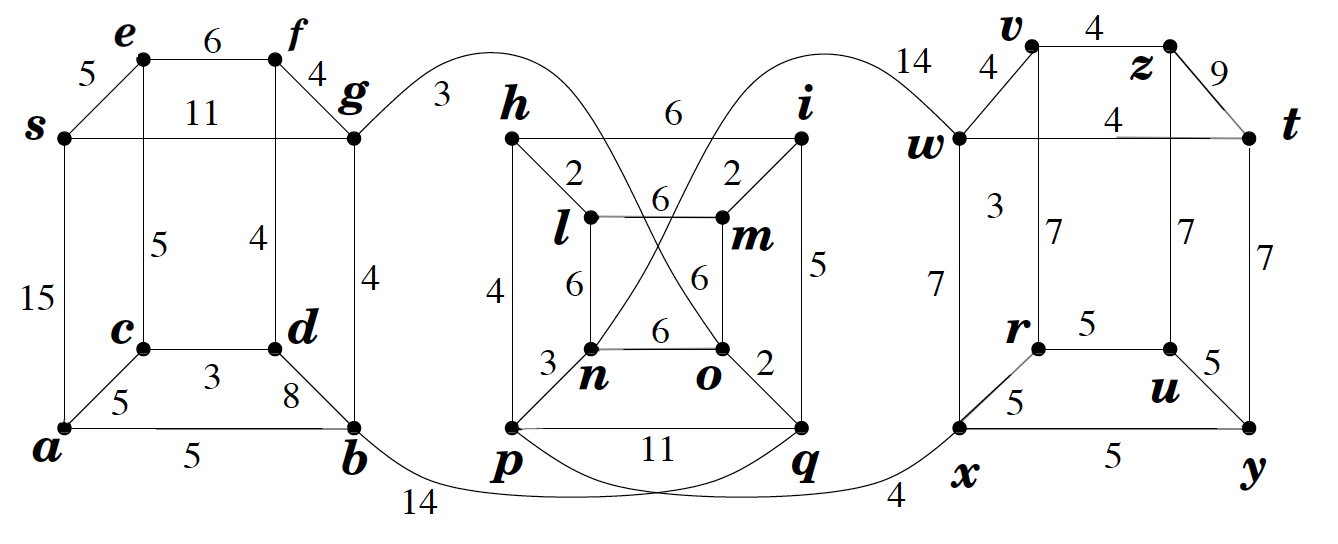 e 6 f v 4 z
5 4 3 14 4 9
s 11 g h 6 i w 4 t
2 6 2
l m 3
15 5 4 4 4 6 6 5 7 7 7 7
c d 6 r 5 u
5 3 8 3 n o 2 5 5
a 5 b p 11 q x 5 y
14 4